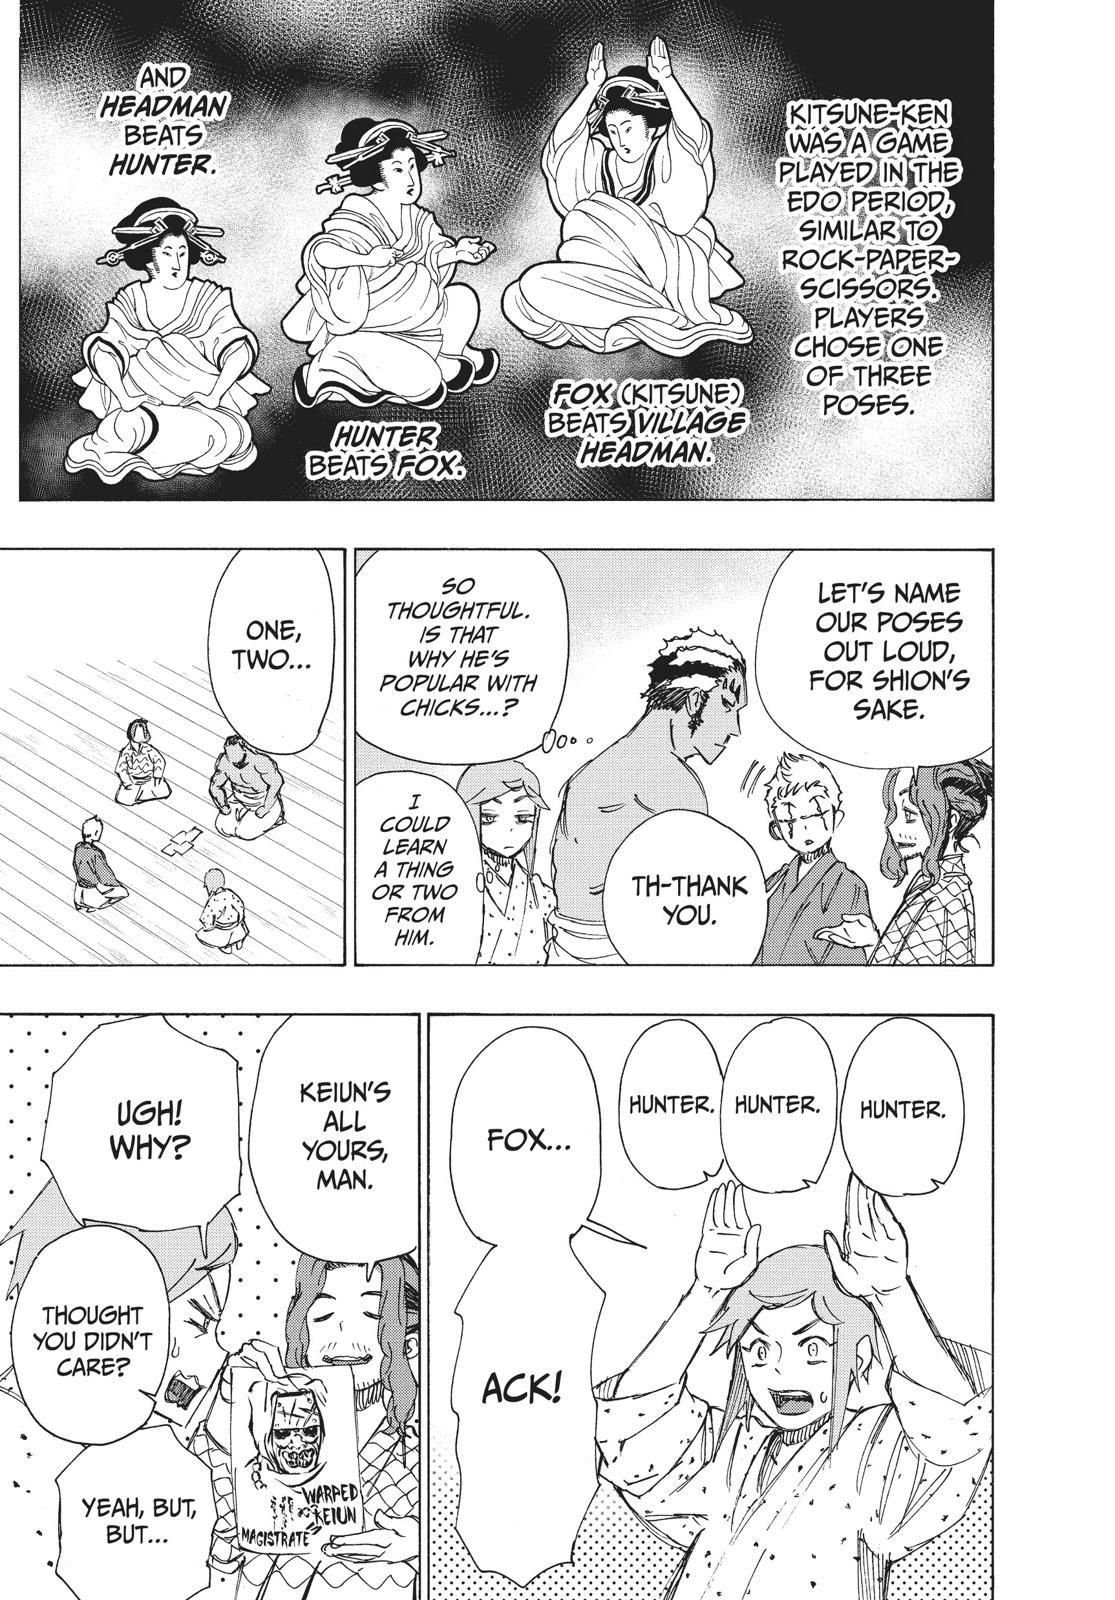 KITSUNE-KEN
WAS A GAME
PLAYED IN THE
EDO PERIOD,
SIMILAR TO
ROCK-PAPER-
SCISSORS.
PLAYERS
CHOSE ONE
OF THREE
POSES.
FOX (KITSUNE)
BEATS VILLAGE
HEADMAN.
HUNTER
BEATS FOX.
AND
HEADMAN
BEATS
HUNTER.
LET'S NAME
OUR POSES
OUT LOUD,
FOR SHION'S
SAKE.
TH-THANK
YOU.
SO
THOUGHTFUL.
IS THAT
WHY HE'S
POPULAR WITH
CHICKS...?
I
COULD
LEARN
A THING
OR TWO
FROM
HIM.
ONE,
TWO...
HUNTER.
HUNTER.
HUNTER.
FOX...
ACK!
KEIUN'S
ALL
YOURS,
MAN.
UGH!
WHY?
THOUGHT
YOU DIDN'T
CARE?
YEAH, BUT,
BUT...
WARPED
KEIUN
MAGISTRATE